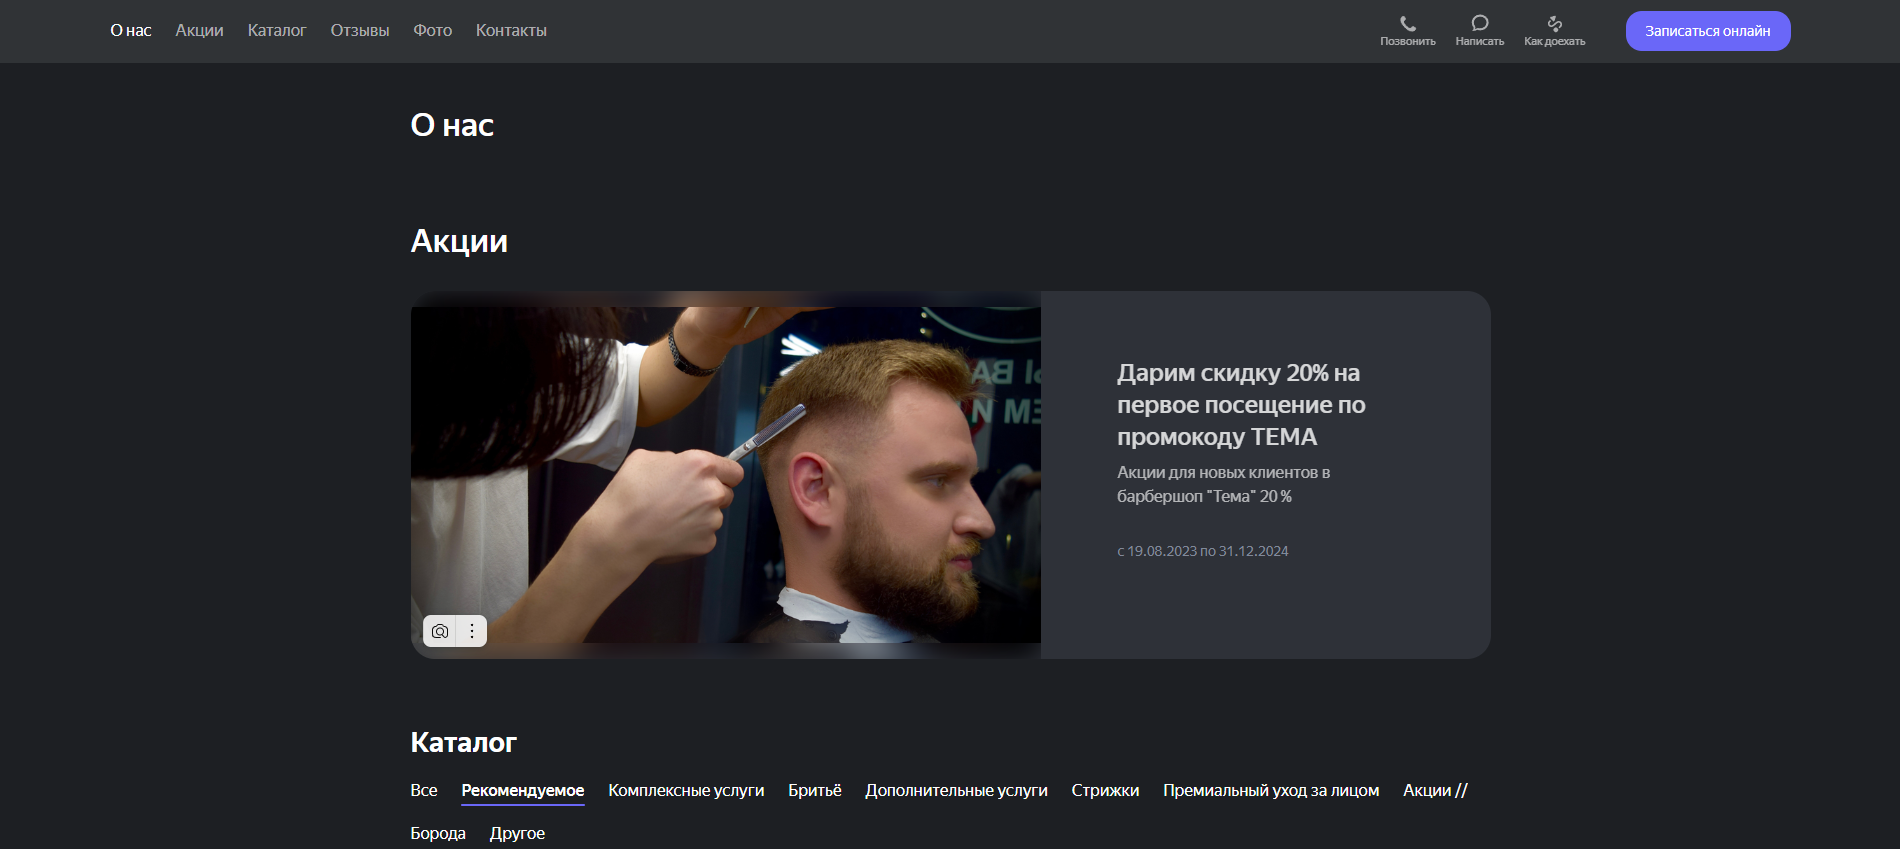 О нас Акции Каталог Отзывы Фото Контакты Позвонить Написать Как доехать Записаться онлайн
О нас
Акции
Дарим скидку 20% на
первое посещение по
промокоду ТЕМА
Акции для новых клиентов в
барбершоп "Тема" 20 %
с 19.08.2023 по 31.12.2024
Каталог
Все Рекомендуемое Комплексные услуги Бритьё Дополнительные услуги Стрижки Премиальный уход за лицом Акции //
Борода Другое